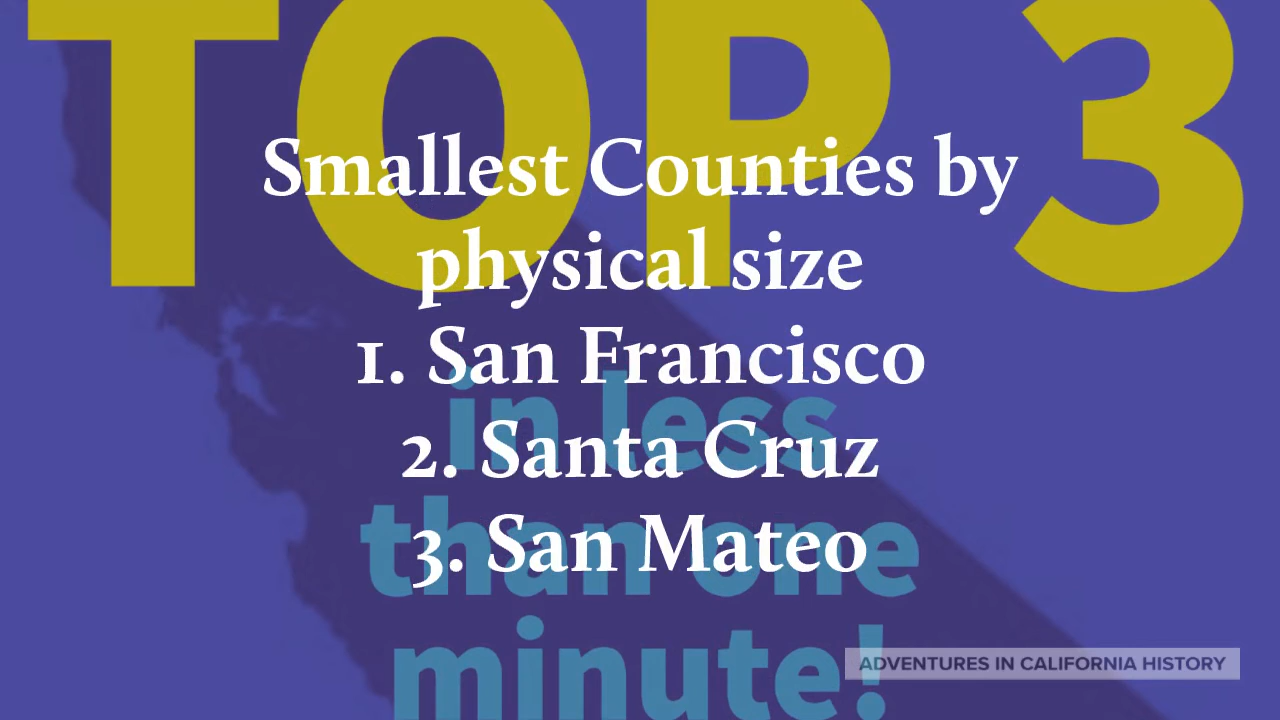 TOP 3
Smallest Counties by
physical size
1. San Francisco
in less
2. Santa Cruz
than one
3. San Mateo
minute!
ADVENTURES IN CALIFORNIA HISTORY